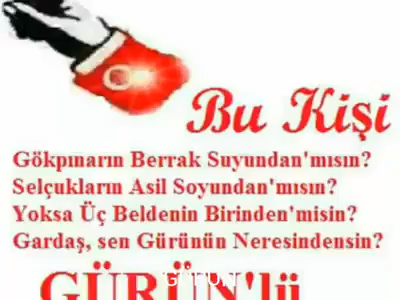 Bu Kişi
Gökpınarın Berrak Suyundan'mısın?
Selçukların Asil Soyundan'mısın?
Yoksa Üç Beldenin Birinden'misin?
Gardaş, sen Gürünün Neresindensin?
GÜRÜN'lü